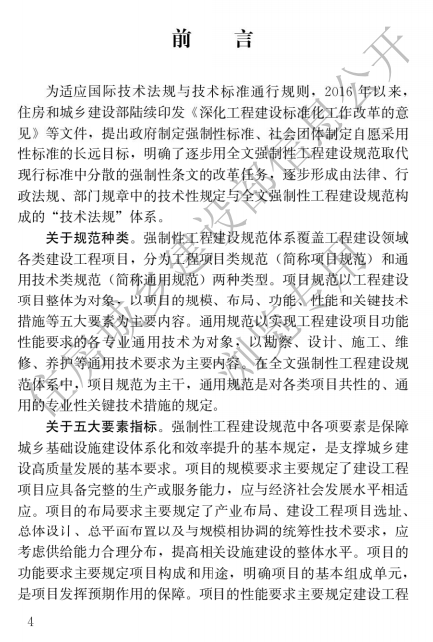 前　言
为适应国际技术法规与技术标准通行规则，2016年以来，
住房和城乡建设部陆续印发《深化工程建设标准化工作改革的意
见》等文件，提出政府制定强制性标准、社会团体制定自愿采用
性标准的长远目标，明确了逐步用全文强制性工程建设规范取代
现行标准中分散的强制性条文的改革任务，逐步形成由法律、行
政法规、部门规章中的技术性规定与全文强制性工程建设规范构
成的“技术法规”体系。
关于规范种类。强制性工程建设规范体系覆盖工程建设领域
各类建设工程项目，分为工程项目类规范（简称项目规范）和通
用技术类规范（简称通用规范）两种类型。项目规范以工程建设
项目整体为对象，以项目的规模、布局、功能、性能和关键技术
措施等五大要素为主要内容。通用规范以实现工程建设项目功能
性能要求的各专业通用技术为对象，以勘察、设计、施工、维
修、养护等通用技术要求为主要内容。在全文强制性工程建设规
范体系中，项目规范为主干，通用规范是对各类项目共性的、通
用的专业性关键技术措施的规定。
关于五大要素指标。强制性工程建设规范中各项要素是保障
城乡基础设施建设体系化和效率提升的基本规定，是支撑城乡建
设高质量发展的基本要求。项目的规模要求主要规定了建设工程
项目应具备完整的生产或服务能力，应与经济社会发展水平相适
应。项目的布局要求主要规定了产业布局、建设工程项目选址、
总体设计、总平面布置以及与规模相协调的统筹性技术要求，应
考虑供给能力合理分布，提高相关设施建设的整体水平。项目的
功能要求主要规定项目构成和用途，明确项目的基本组成单元，
是项目发挥预期作用的保障。项目的性能要求主要规定建设工程
4
住房城乡建设部信息公开
浏览专用